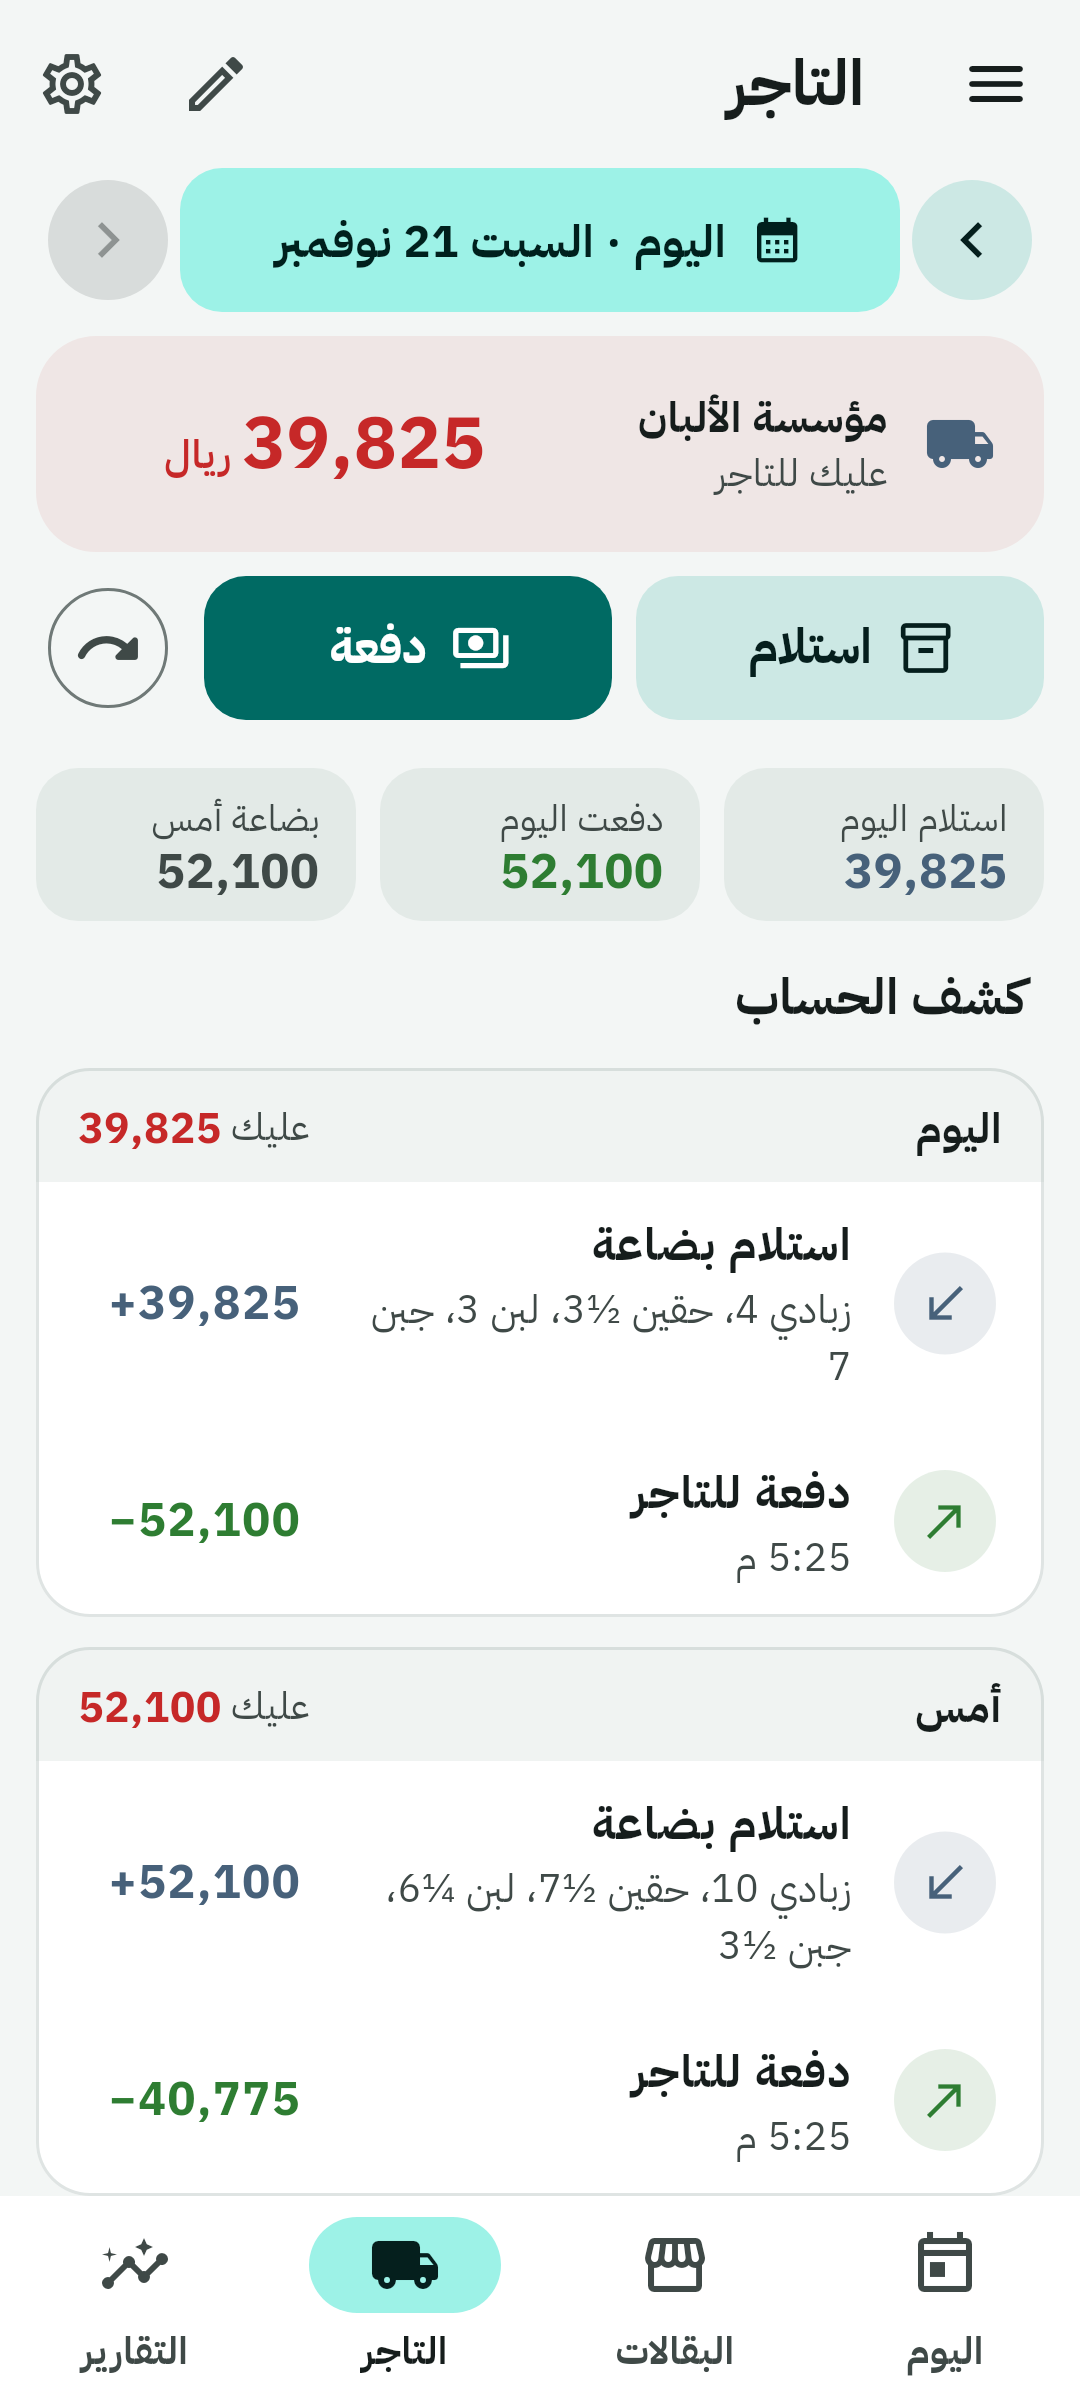 التاجر
اليوم · السبت 21 نوفمبر
مؤسسة الألبان
عليك للتاجر
39,825 ريال
استلام
دفعة
استلام اليوم
39,825
دفعت اليوم
52,100
بضاعة أمس
52,100
كشف الحساب
اليوم
عليك 39,825
استلام بضاعة
زبادي 4، حقين 3½، لبن 3، جبن
7
+39,825
دفعة للتاجر
5:25 م
−52,100
أمس
عليك 52,100
استلام بضاعة
زبادي 10، حقين 7½، لبن 6¼،
جبن 3½
+52,100
دفعة للتاجر
5:25 م
−40,775
اليوم
البقالات
التاجر
التقارير